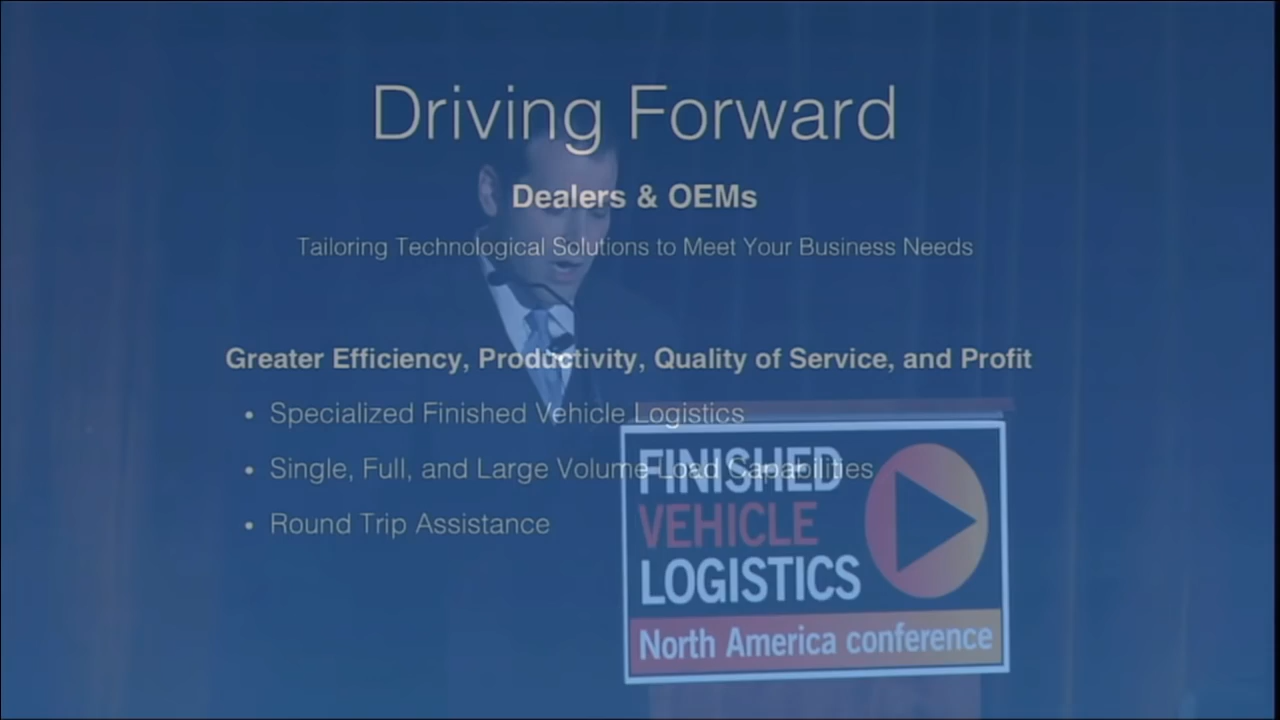 Driving Forward
Dealers & OEMs
Tailoring Technological Solutions to Meet Your Business Needs
Greater Efficiency, Productivity, Quality of Service, and Profit
• Specialized Finished Vehicle Logistics
• Single, Full, and Large Volume Load Capabilities
• Round Trip Assistance
FINISHED
VEHICLE
LOGISTICS
North America conference